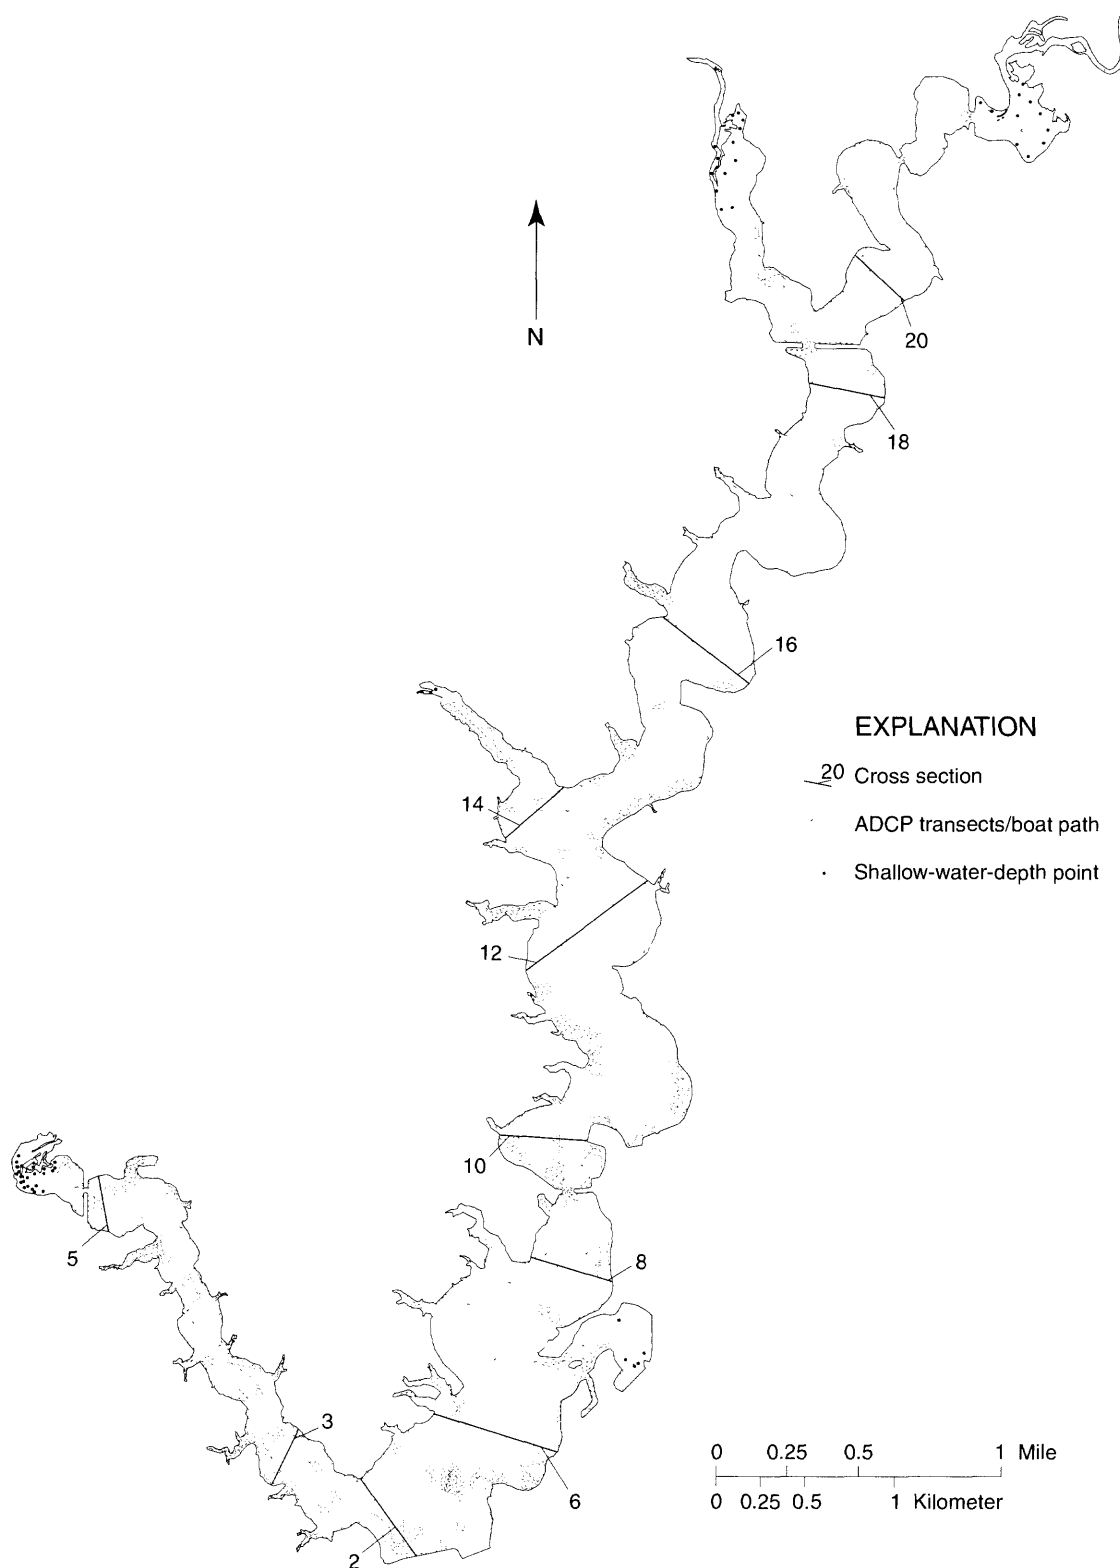 N
20
18
16
EXPLANATION
20 Cross section
ADCP transects/boat path
Shallow-water-depth point
14
12
10
5
8
3
6
2
0 0.25 0.5 1 Mile
0 0.25 0.5 1 Kilometer